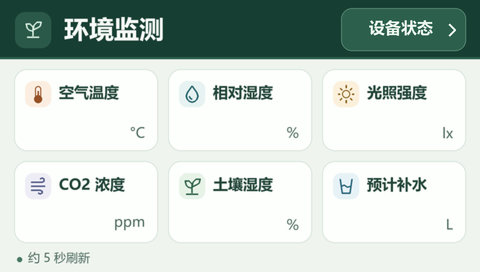 环境监测
设备状态
空气温度
°C
相对湿度
%
光照强度
lx
CO2 浓度
ppm
土壤湿度
%
预计补水
L
约 5 秒刷新